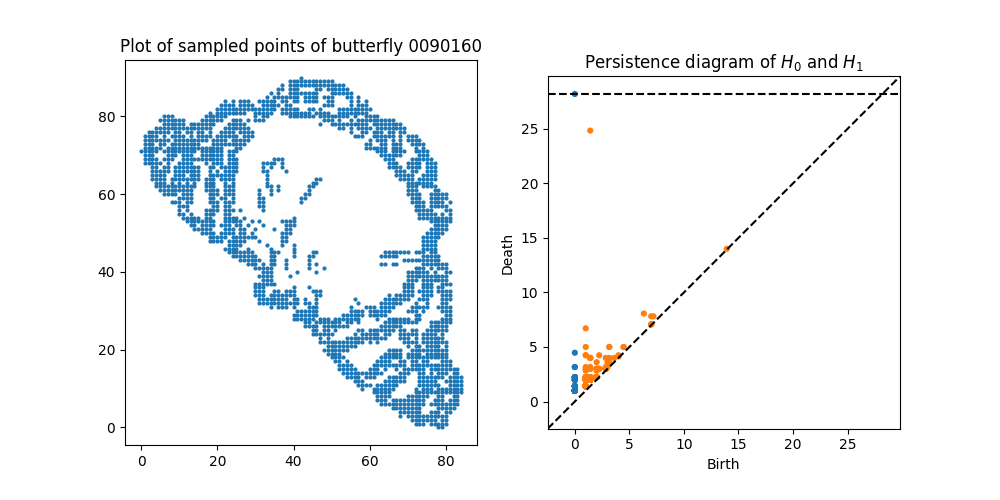 Plot of sampled points of butterfly 0090160
80
60
40
20
0
0 20 40 60 80
Persistence diagram of H₀ and H₁
Death
25
20
15
10
5
0
0 5 10 15 20 25
Birth